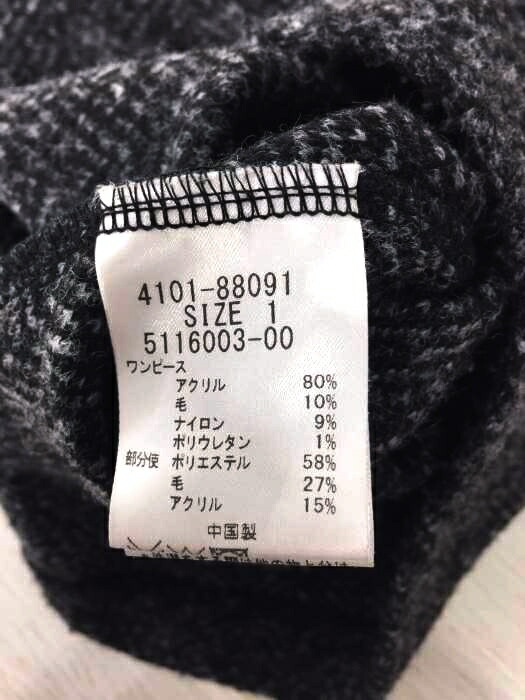 4101-88091
SIZE 1
5116003-00
ワンピース
アクリル 80%
毛 10%
ナイロン 9%
ポリウレタン 1%
部分使 ポリエステル 58%
毛 27%
アクリル 15%
中国製